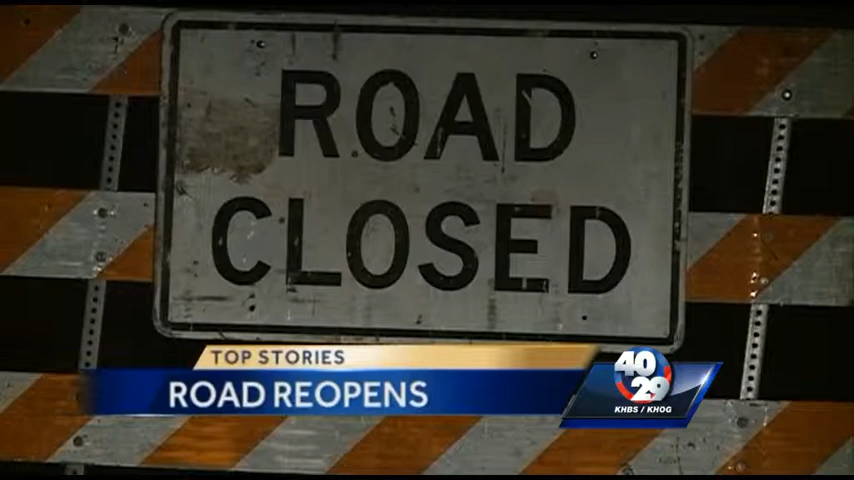 ROAD
CLOSED
TOP STORIES
ROAD REOPENS
40
29
KHBS / KHOG